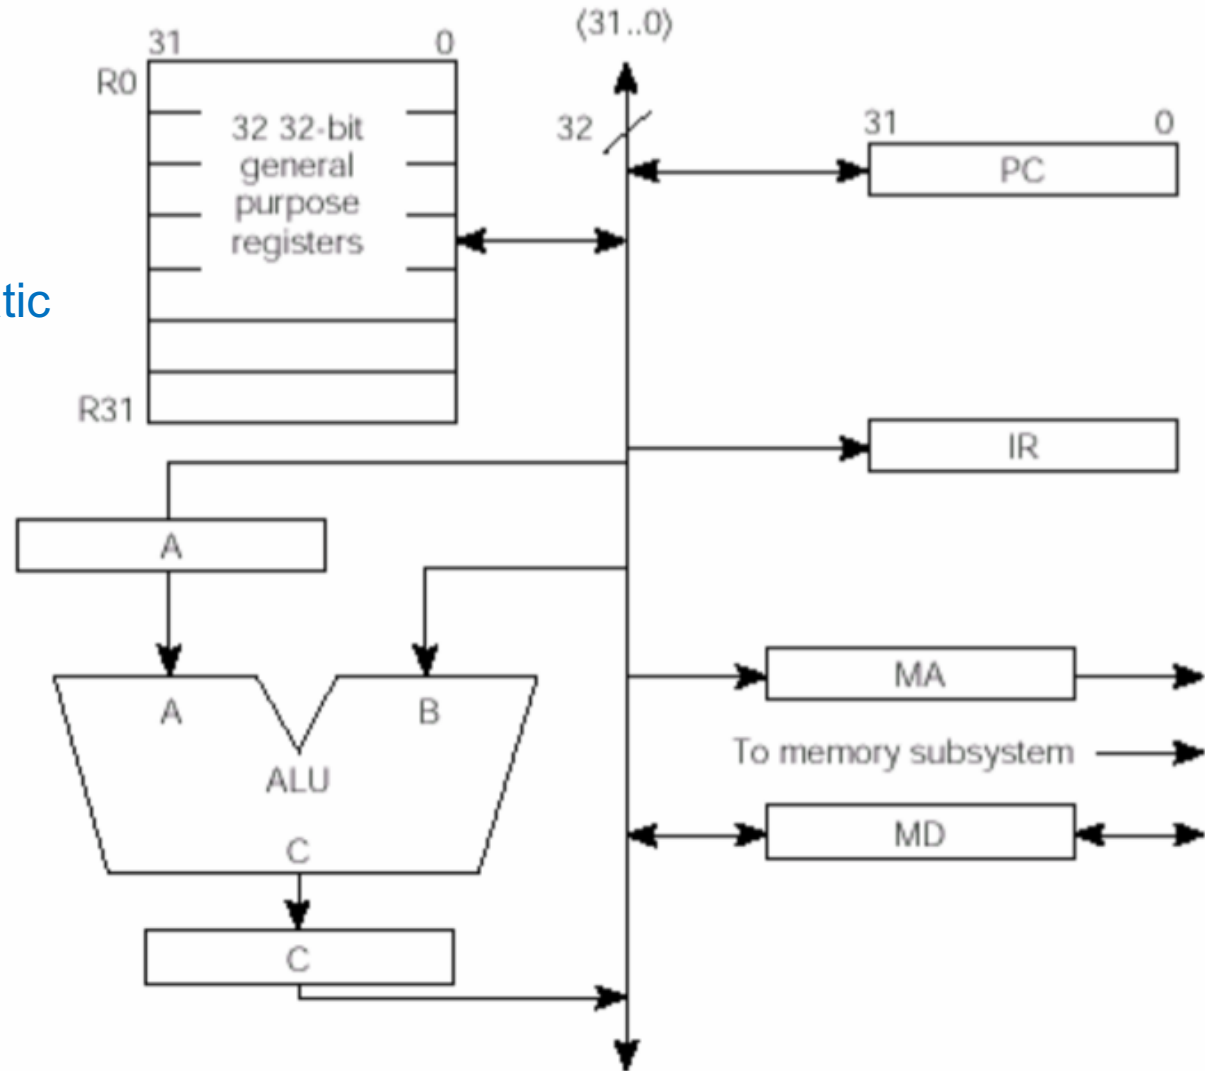 ⟨31..0⟩
31 0
R0
32 32-bit
general
purpose
registers
R31
32
31 0
PC
tic
IR
A
A B
ALU
C
C
MA
To memory subsystem
MD